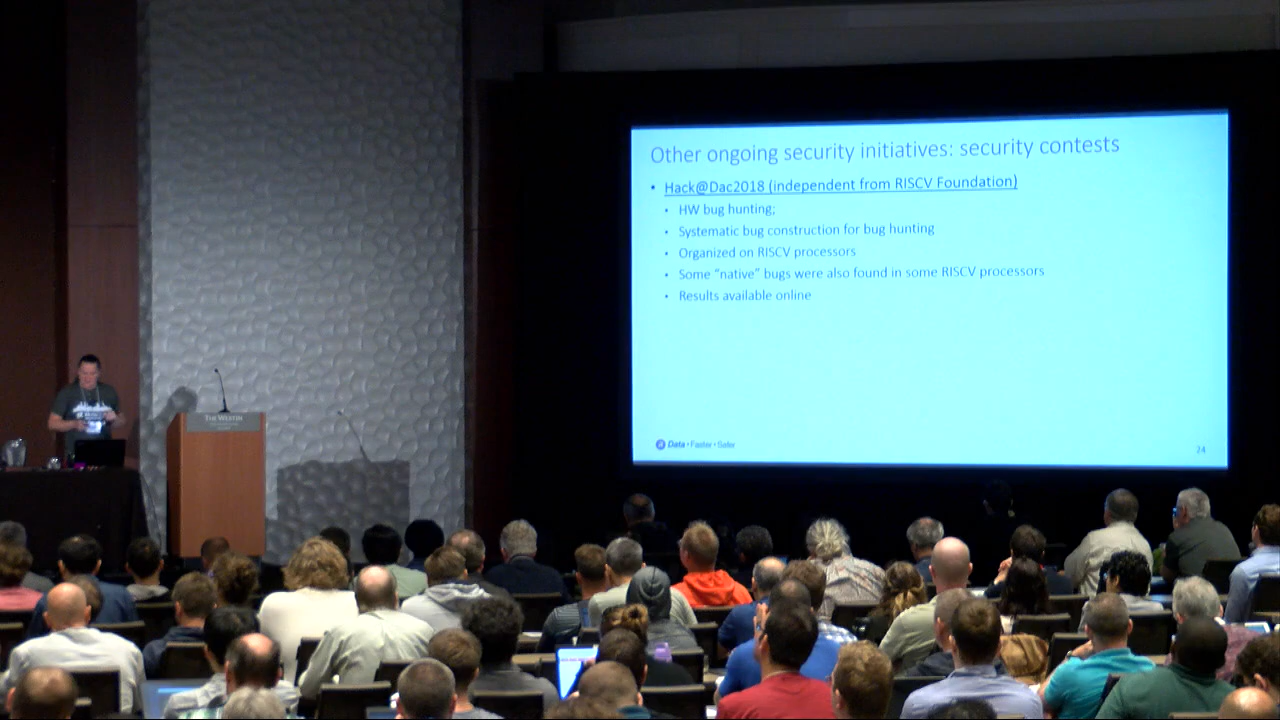 Other ongoing security initiatives: security contests
• Hack@Dac2018 (independent from RISCV Foundation)
• HW bug hunting;
• Systematic bug construction for bug hunting
• Organized on RISCV processors
• Some “native” bugs were also found in some RISCV processors
• Results available online
Data • Faster • Safer
24
THE WESTIN